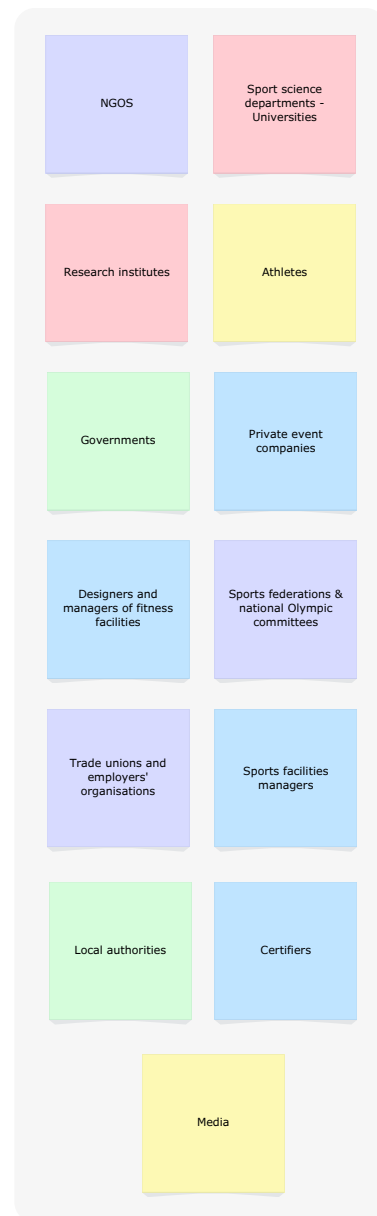 NGOS
Sport science
departments -
Universities
Research institutes
Athletes
Governments
Private event
companies
Designers and
managers of fitness
facilities
Sports federations &
national Olympic
committees
Trade unions and
employers'
organisations
Sports facilities
managers
Local authorities
Certifiers
Media